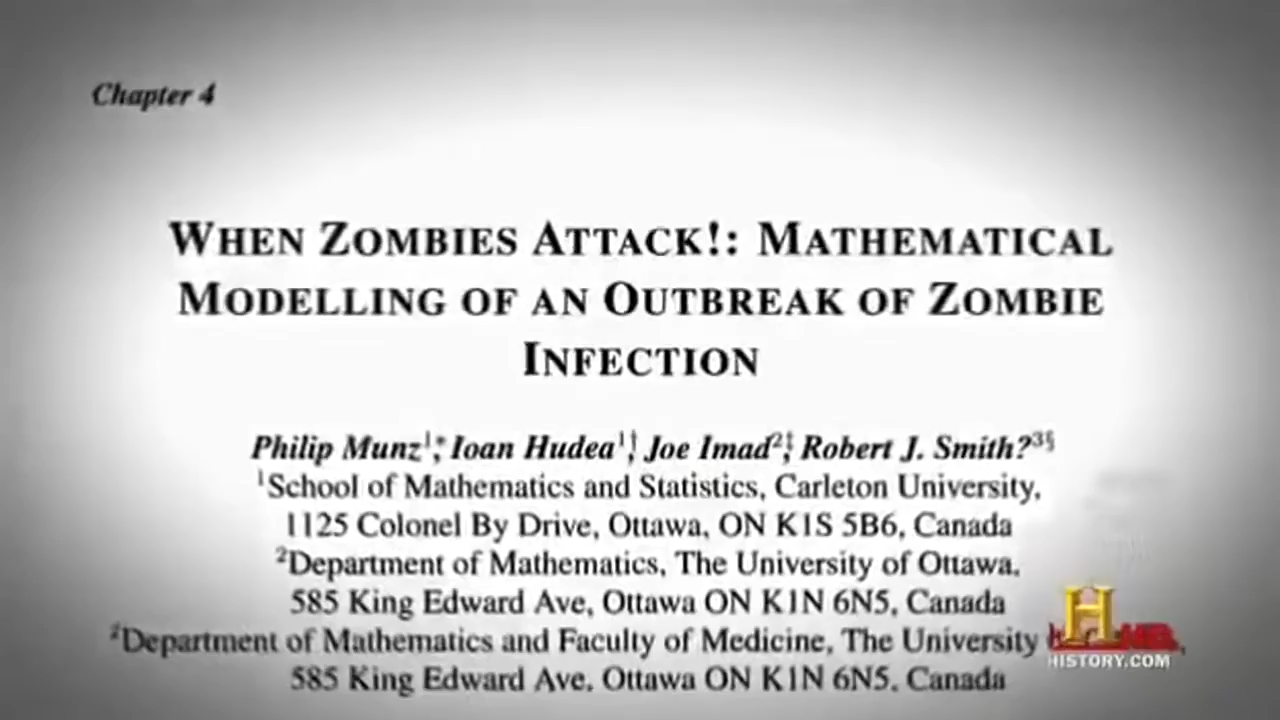 Chapter 4
WHEN ZOMBIES ATTACK!: MATHEMATICAL
MODELLING OF AN OUTBREAK OF ZOMBIE
INFECTION
Philip Munz¹*, Ioan Hudea¹†, Joe Imad²‡, Robert J. Smith?³§
¹School of Mathematics and Statistics, Carleton University,
1125 Colonel By Drive, Ottawa, ON K1S 5B6, Canada
²Department of Mathematics, The University of Ottawa,
585 King Edward Ave, Ottawa ON K1N 6N5, Canada
²Department of Mathematics and Faculty of Medicine, The University
585 King Edward Ave, Ottawa ON K1N 6N5, Canada
H
HISTORY.COM